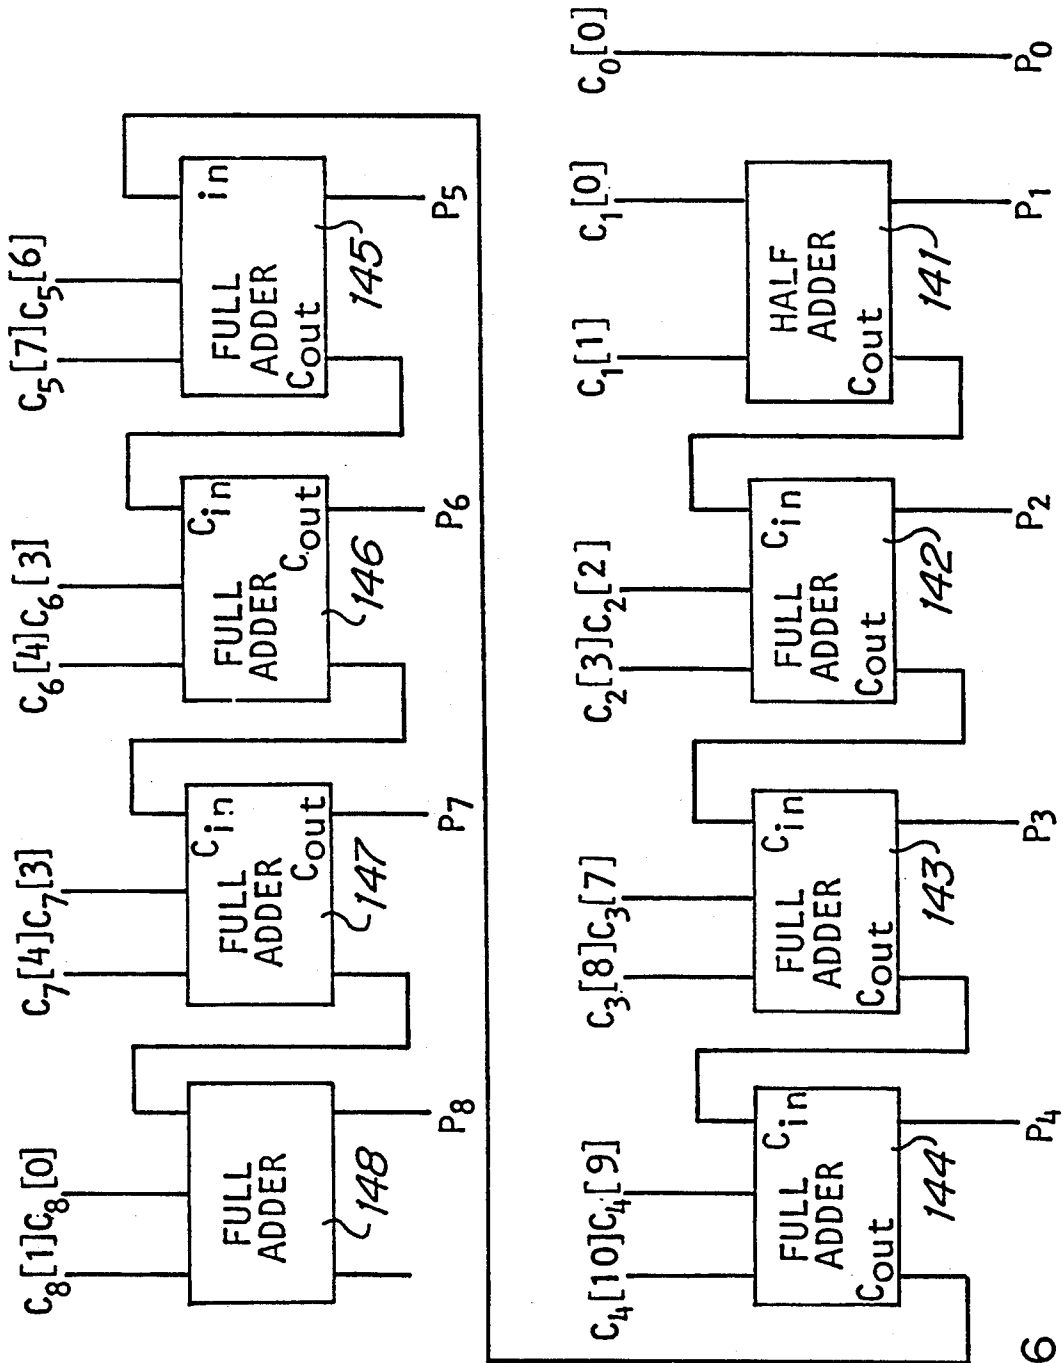 C8[1]C8[0]
C7[4]C7[3]
C6[4]C6[3]
C5[7]C5[6]
FULL ADDER
148
P8
FULL ADDER
Cin
Cout
147
P7
FULL ADDER
Cin
Cout
146
P6
FULL ADDER
in
Cout
145
P5
C4[10]C4[9]
C3[8]C3[7]
C2[3]C2[2]
C1[1]
C1[0]
C0[0]
FULL ADDER
Cin
Cout
144
P4
FULL ADDER
Cin
Cout
143
P3
FULL ADDER
Cin
Cout
142
P2
HALF ADDER
Cout
141
P1
P0
6